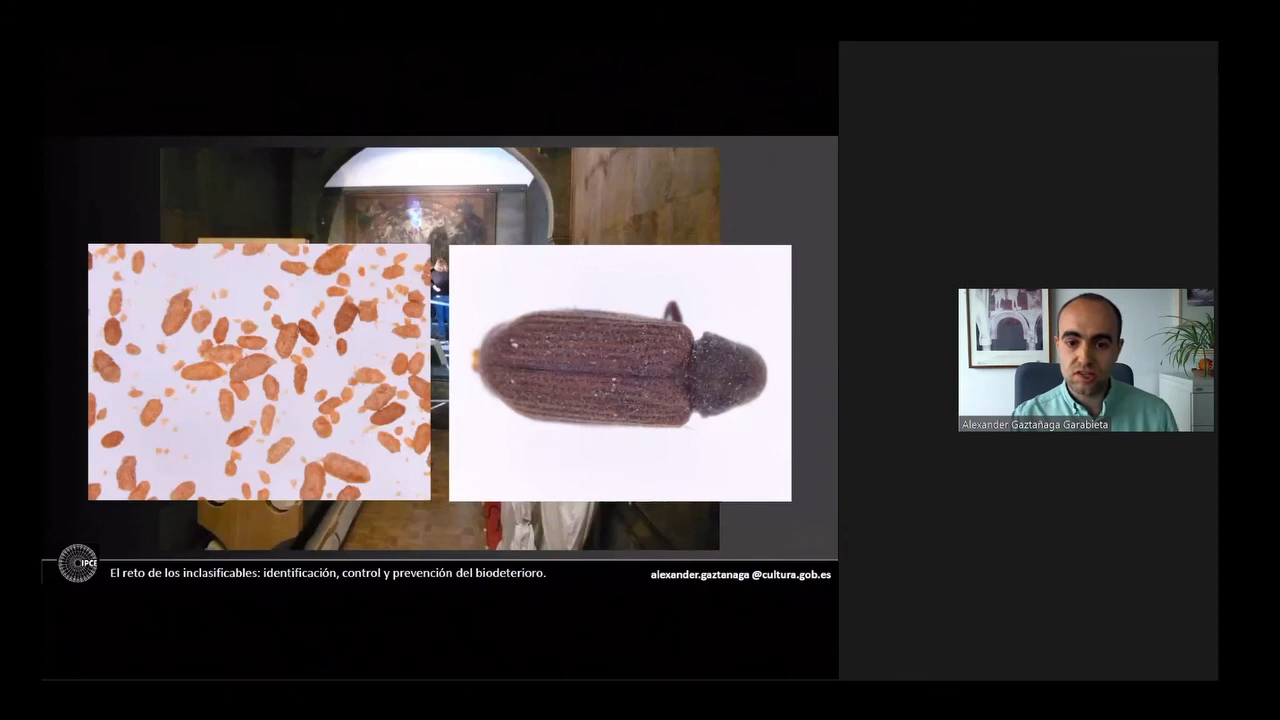 Alexander Gaztañaga Garabieta
IPCE
El reto de los inclasificables: identificación, control y prevención del biodeterioro.
alexander.gaztanaga @cultura.gob.es